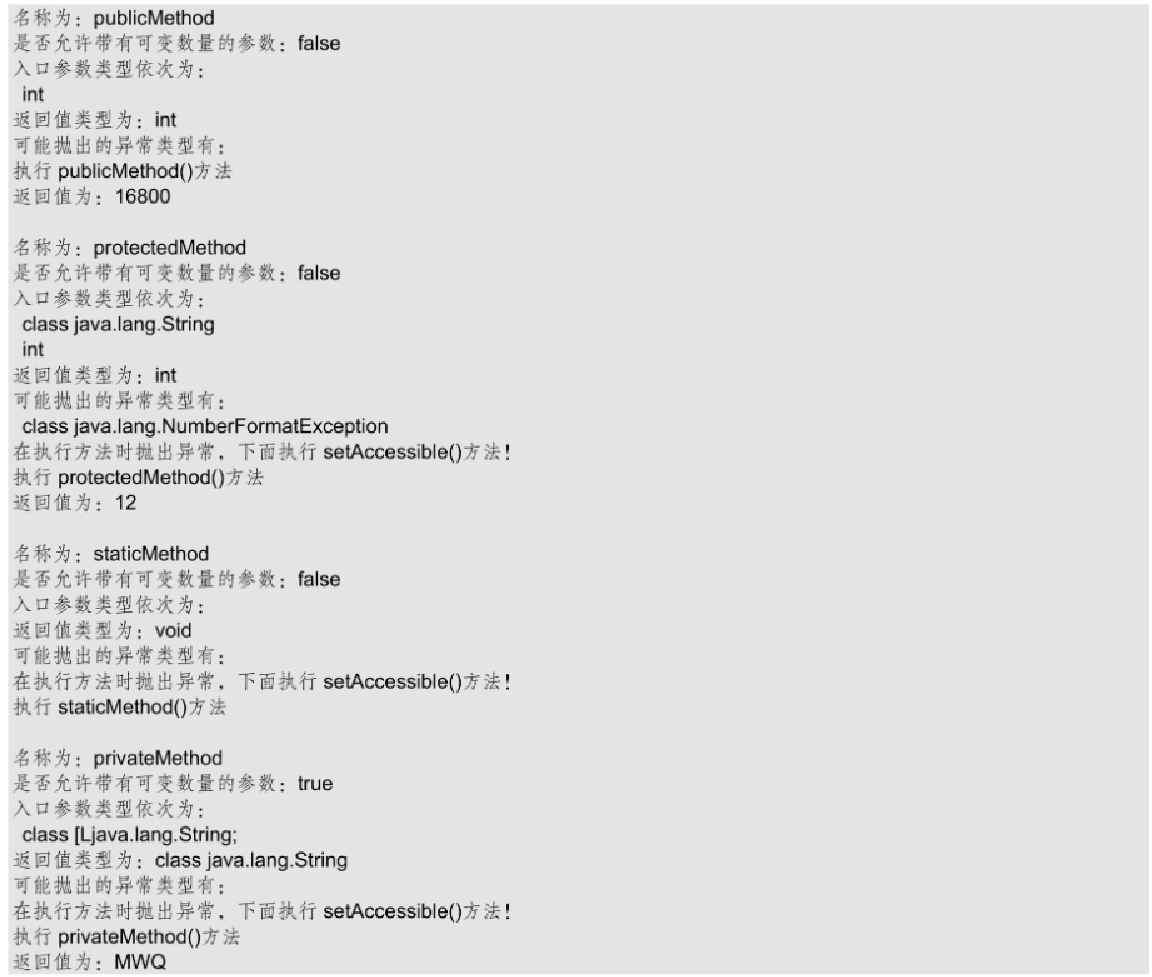 名称为：publicMethod
是否允许带有可变数量的参数：false
入口参数类型依次为：
int
返回值类型为：int
可能抛出的异常类型有：
执行 publicMethod()方法
返回值为：16800
名称为：protectedMethod
是否允许带有可变数量的参数：false
入口参数类型依次为：
class java.lang.String
int
返回值类型为：int
可能抛出的异常类型有：
class java.lang.NumberFormatException
在执行方法时抛出异常，下面执行 setAccessible()方法！
执行 protectedMethod()方法
返回值为：12
名称为：staticMethod
是否允许带有可变数量的参数：false
入口参数类型依次为：
返回值类型为：void
可能抛出的异常类型有：
在执行方法时抛出异常，下面执行 setAccessible()方法！
执行 staticMethod()方法
名称为：privateMethod
是否允许带有可变数量的参数：true
入口参数类型依次为：
class [Ljava.lang.String;
返回值类型为：class java.lang.String
可能抛出的异常类型有：
在执行方法时抛出异常，下面执行 setAccessible()方法！
执行 privateMethod()方法
返回值为：MWQ